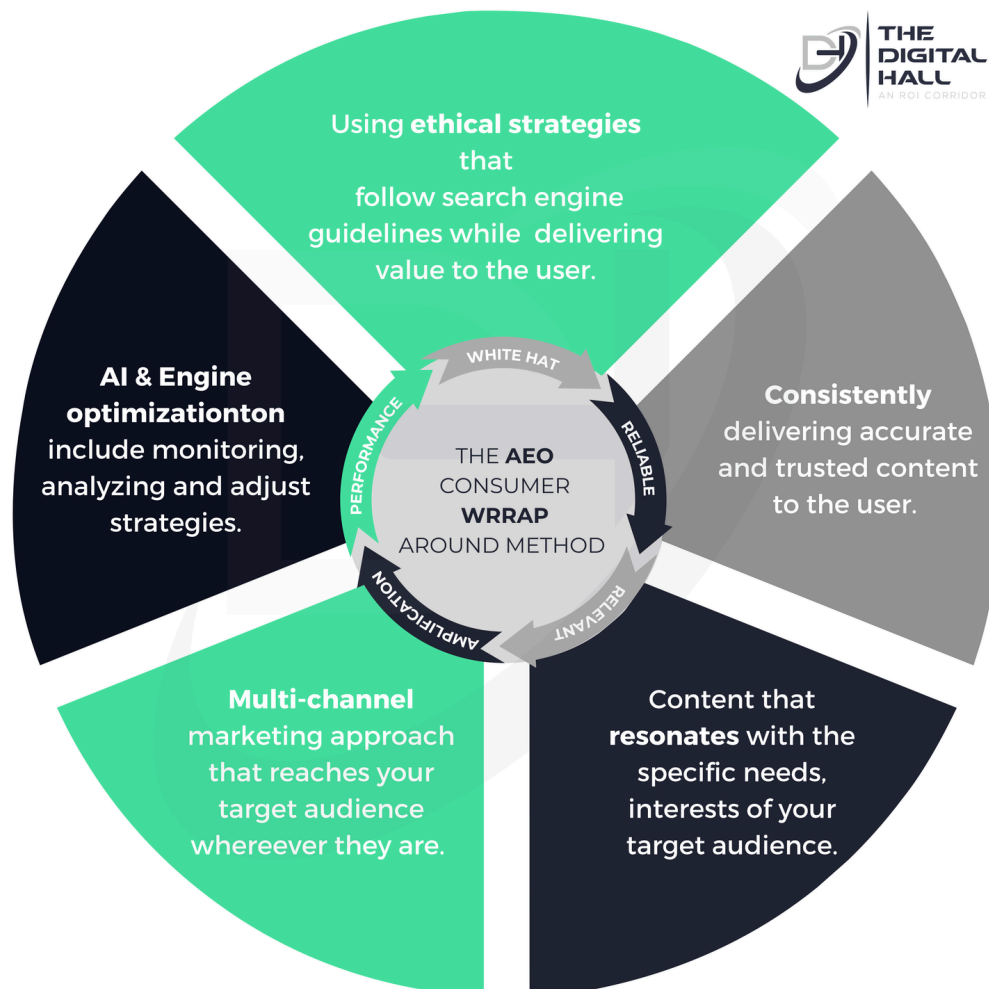 THE
DIGITAL
HALL
AN ROI CORRIDOR
Using ethical strategies
that
follow search engine
guidelines while delivering
value to the user.
Consistently
delivering accurate
and trusted content
to the user.
Content that
resonates with the
specific needs,
interests of your
target audience.
Multi-channel
marketing approach
that reaches your
target audience
whereever they are.
AI & Engine
optimizationton
include monitoring,
analyzing and adjust
strategies.
WHITE HAT
RELIABLE
RELEVANT
AMPLIFICATION
PERFORMANCE
THE AEO
CONSUMER
WRRAP
AROUND METHOD